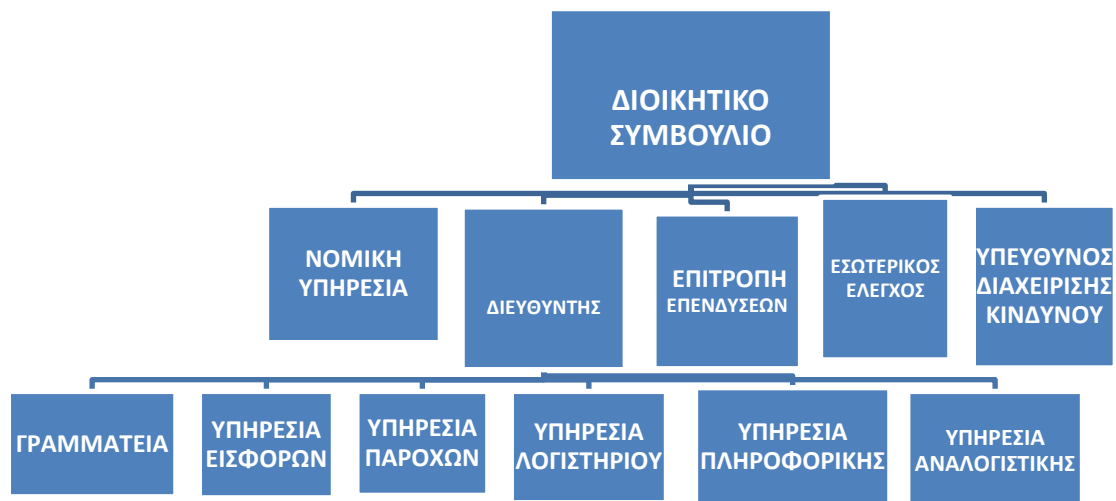 ΔΙΟΙΚΗΤΙΚΟ
ΣΥΜΒΟΥΛΙΟ
ΝΟΜΙΚΗ
ΥΠΗΡΕΣΙΑ
ΔΙΕΥΘΥΝΤΗΣ
ΕΠΙΤΡΟΠΗ
ΕΠΕΝΔΥΣΕΩΝ
ΕΣΩΤΕΡΙΚΟΣ
ΕΛΕΓΧΟΣ
ΥΠΕΥΘΥΝΟΣ
ΔΙΑΧΕΙΡΙΣΗΣ
ΚΙΝΔΥΝΟΥ
ΓΡΑΜΜΑΤΕΙΑ
ΥΠΗΡΕΣΙΑ
ΕΙΣΦΟΡΩΝ
ΥΠΗΡΕΣΙΑ
ΠΑΡΟΧΩΝ
ΥΠΗΡΕΣΙΑ
ΛΟΓΙΣΤΗΡΙΟΥ
ΥΠΗΡΕΣΙΑ
ΠΛΗΡΟΦΟΡΙΚΗΣ
ΥΠΗΡΕΣΙΑ
ΑΝΑΛΟΓΙΣΤΙΚΗΣ